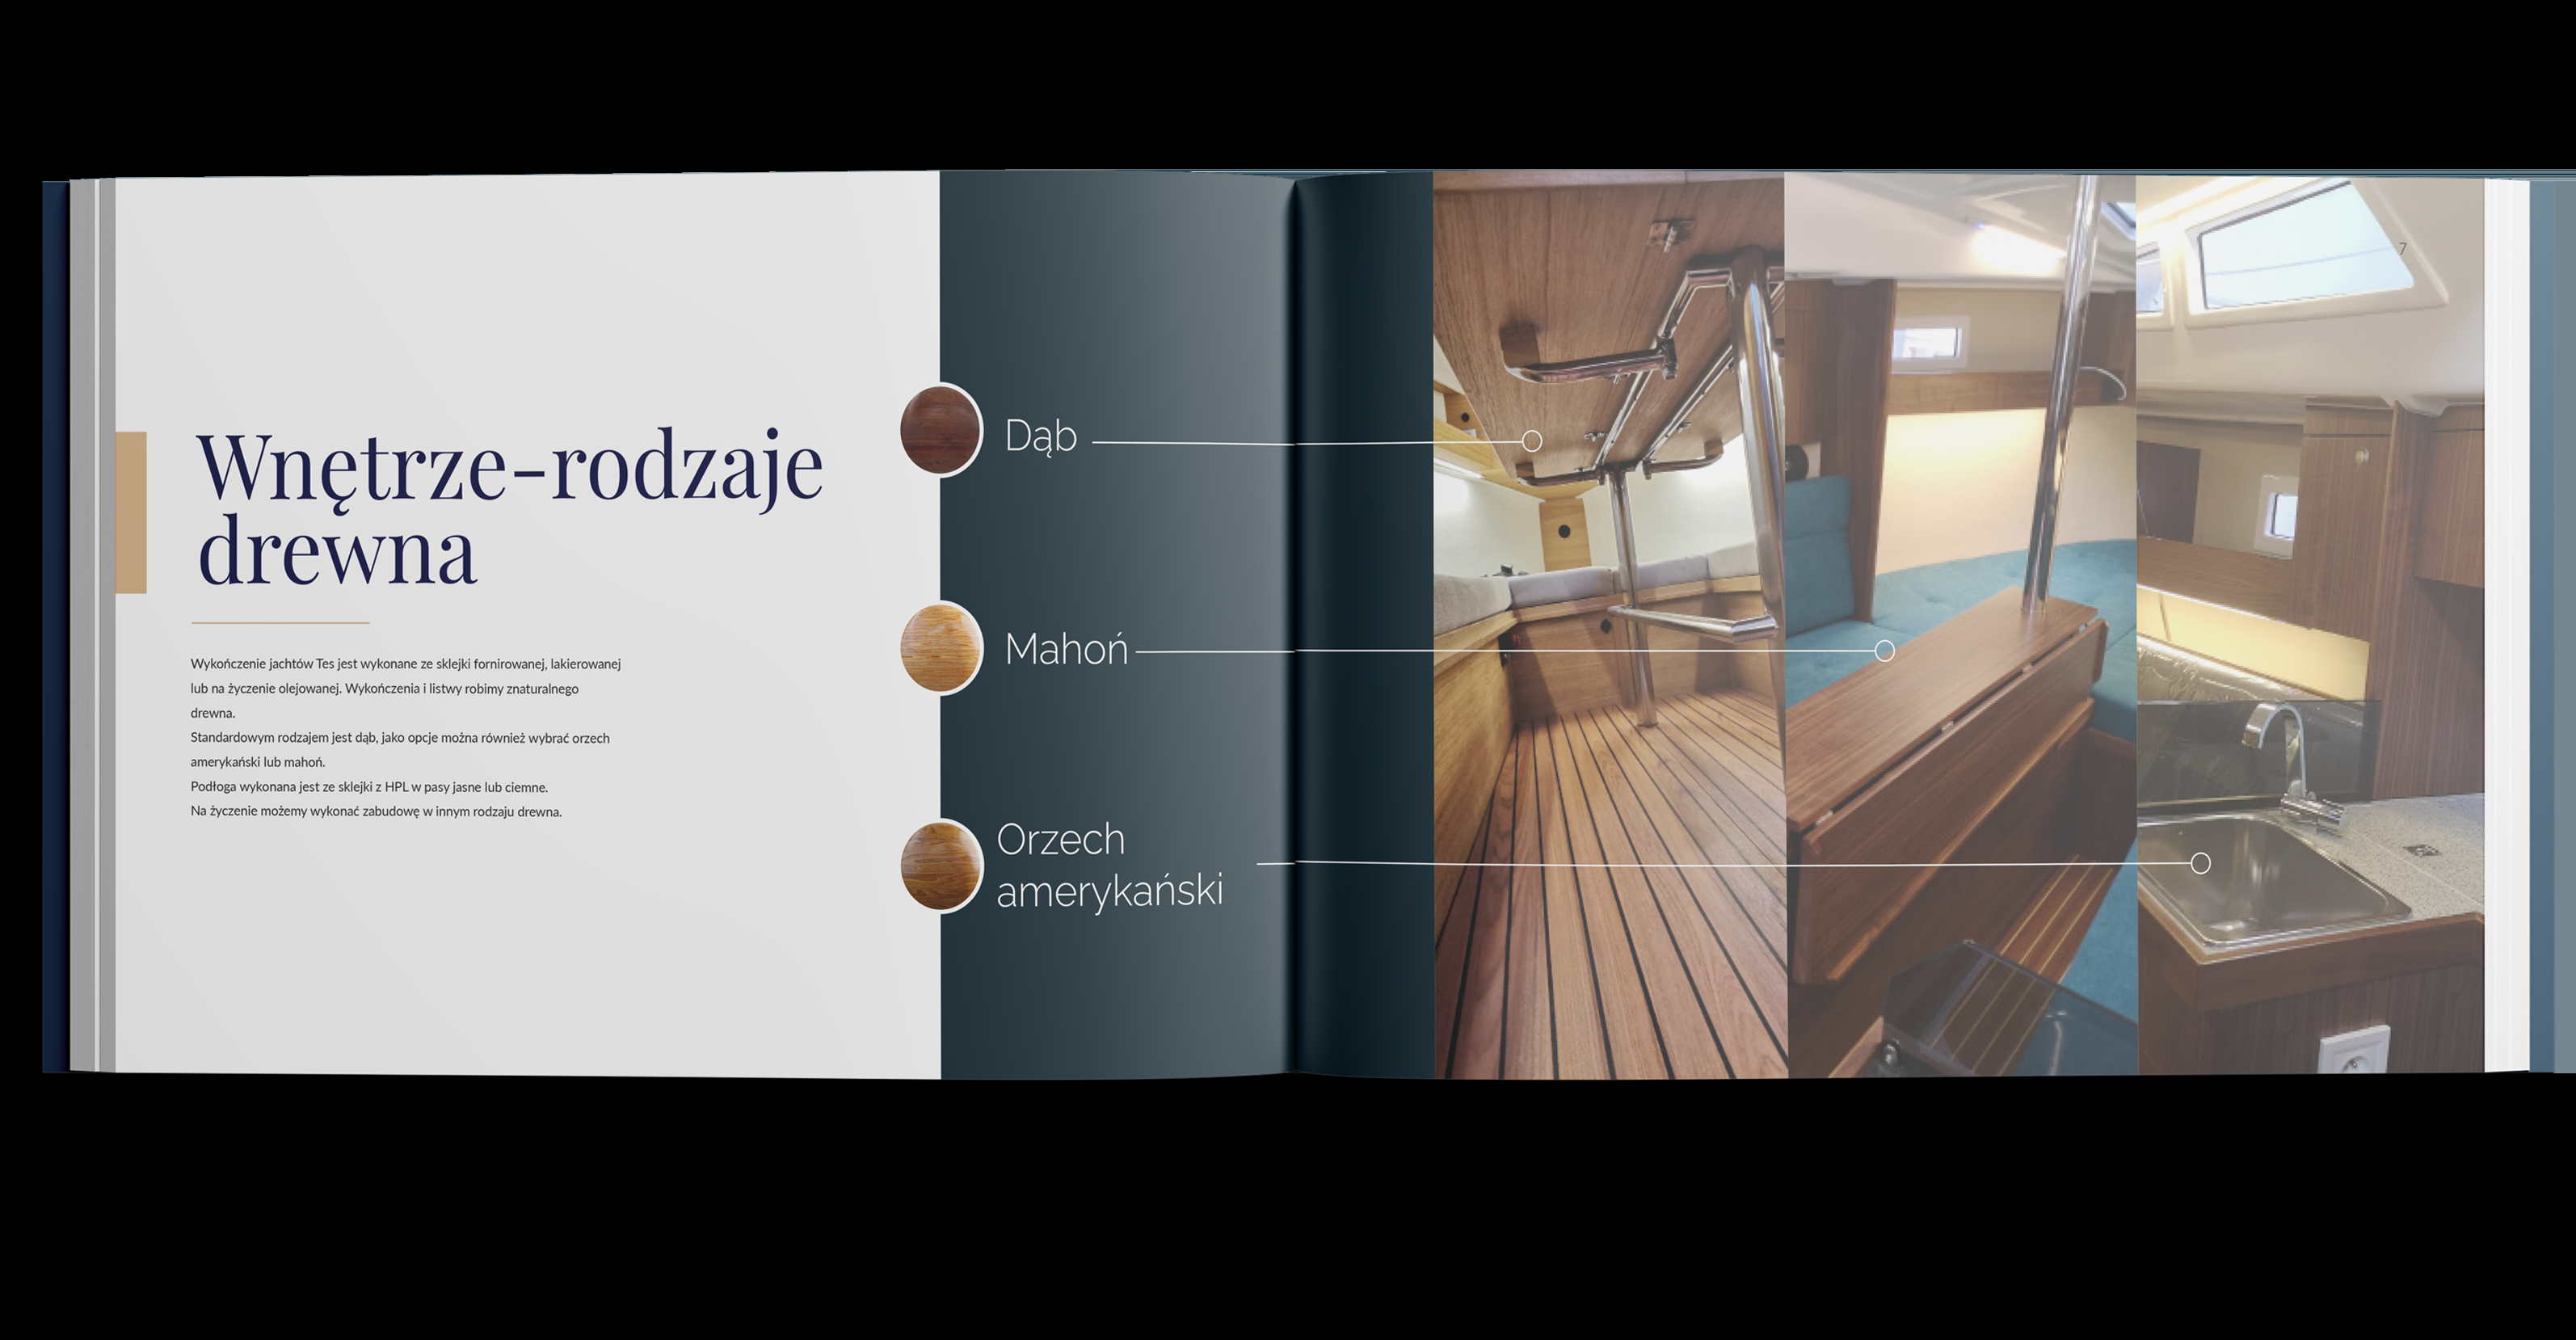 Wnętrze-rodzaje
drewna
Wykończenie jachtów Tes jest wykonane ze sklejki fornirowanej, lakierowanej
lub na życzenie olejowanej. Wykończenia i listwy robimy znaturalnego
drewna.
Standardowym rodzajem jest dąb, jako opcje można również wybrać orzech
amerykański lub mahoń.
Podłoga wykonana jest ze sklejki z HPL w pasy jasne lub ciemne.
Na życzenie możemy wykonać zabudowę w innym rodzaju drewna.
Dąb
Mahoń
Orzech
amerykański
7